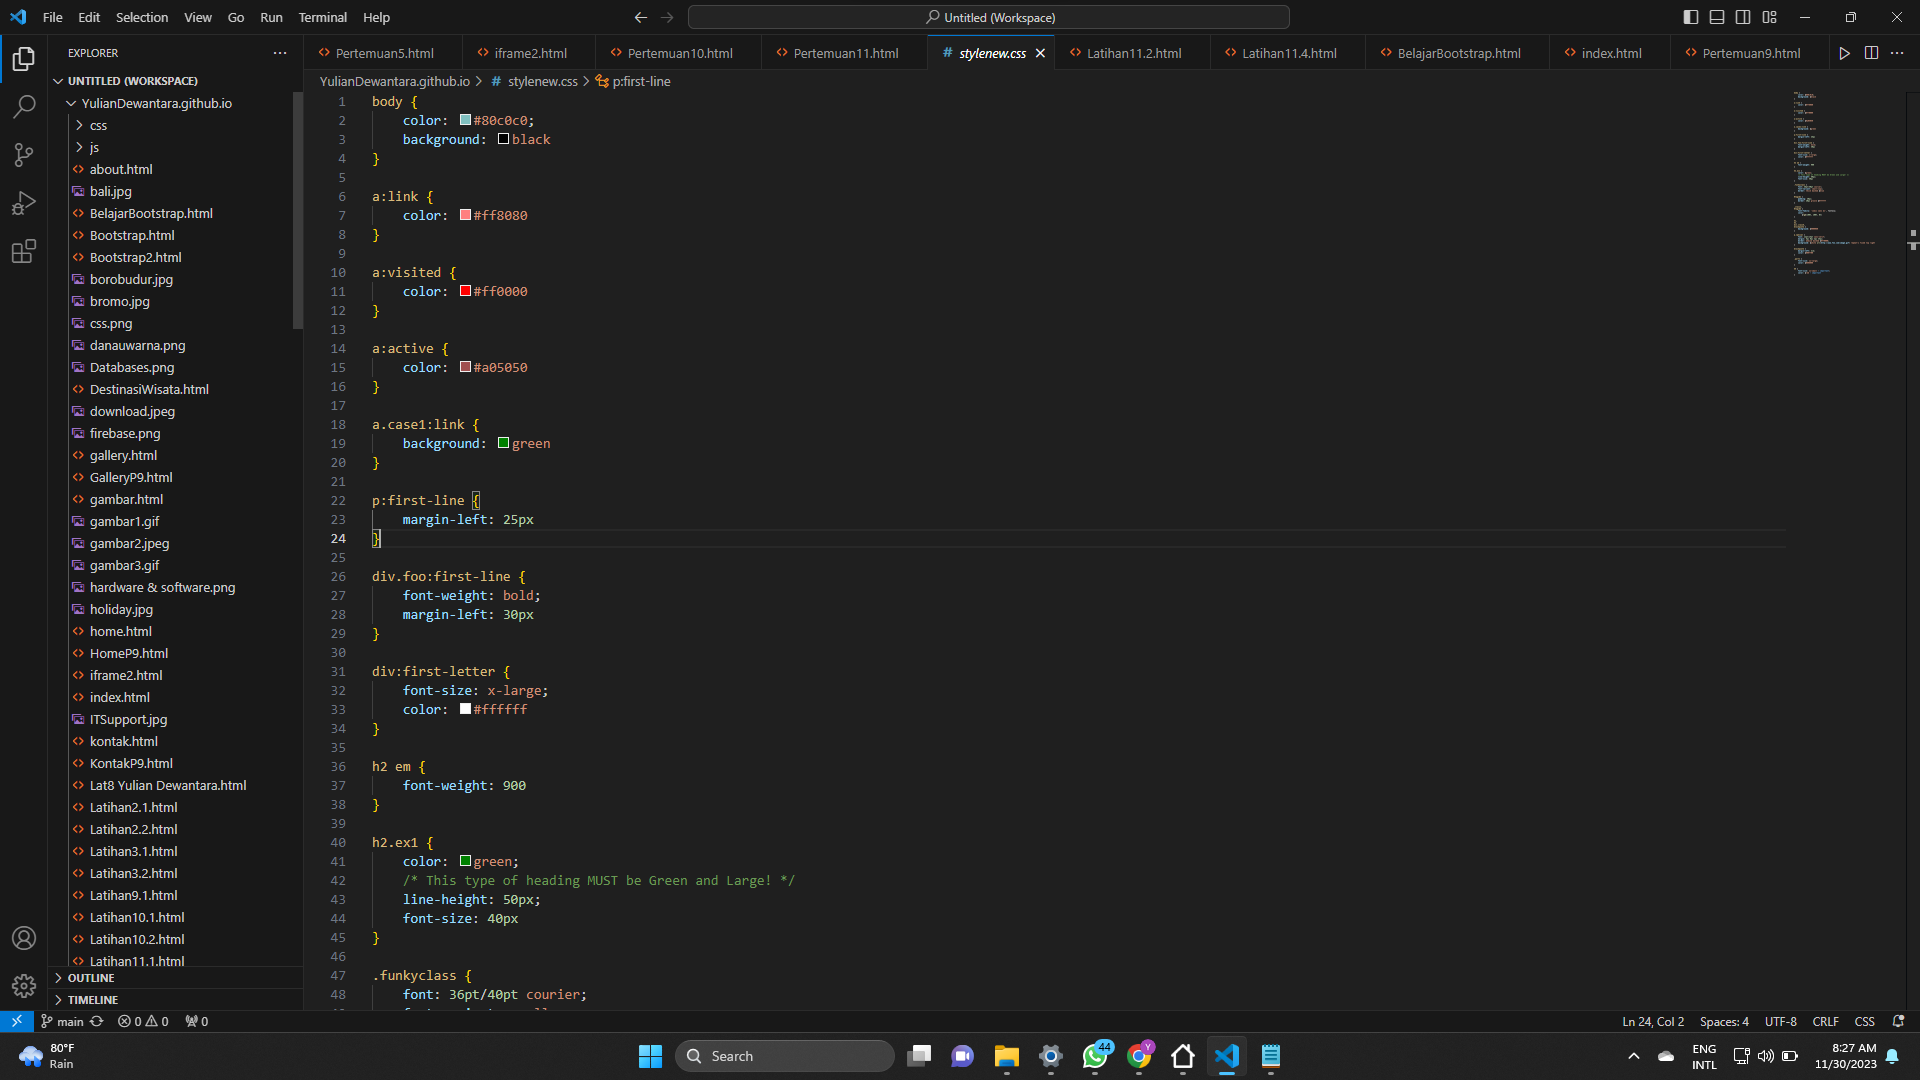 File Edit Selection View Go Run Terminal Help
Untitled (Workspace)
EXPLORER
UNTITLED (WORKSPACE)
YulianDewantara.github.io
css
js
about.html
bali.jpg
BelajarBootstrap.html
Bootstrap.html
Bootstrap2.html
borobudur.jpg
bromo.jpg
css.png
danauwarna.png
Databases.png
DestinasiWisata.html
download.jpeg
firebase.png
gallery.html
GalleryP9.html
gambar.html
gambar1.gif
gambar2.jpeg
gambar3.gif
hardware & software.png
holiday.jpg
home.html
HomeP9.html
iframe2.html
index.html
ITSupport.jpg
kontak.html
KontakP9.html
Lat8 Yulian Dewantara.html
Latihan2.1.html
Latihan2.2.html
Latihan3.1.html
Latihan3.2.html
Latihan9.1.html
Latihan10.1.html
Latihan10.2.html
Latihan11.1.html
OUTLINE
TIMELINE
Pertemuan5.html iframe2.html Pertemuan10.html Pertemuan11.html # stylenew.css Latihan11.2.html Latihan11.4.html BelajarBootstrap.html index.html Pertemuan9.html
YulianDewantara.github.io > # stylenew.css > p:first-line
1 body {
2 color: #80c0c0;
3 background: black
4 }
5
6 a:link {
7 color: #ff8080
8 }
9
10 a:visited {
11 color: #ff0000
12 }
13
14 a:active {
15 color: #a05050
16 }
17
18 a.case1:link {
19 background: green
20 }
21
22 p:first-line {
23 margin-left: 25px
24 }
25
26 div.foo:first-line {
27 font-weight: bold;
28 margin-left: 30px
29 }
30
31 div:first-letter {
32 font-size: x-large;
33 color: #ffffff
34 }
35
36 h2 em {
37 font-weight: 900
38 }
39
40 h2.ex1 {
41 color: green;
42 /* This type of heading MUST be Green and Large! */
43 line-height: 50px;
44 font-size: 40px
45 }
46
47 .funkyclass {
48 font: 36pt/40pt courier;
main 0 0 0
Ln 24, Col 2 Spaces: 4 UTF-8 CRLF CSS
80°F
Rain
Search
44
Y
ENG
INTL
8:27 AM
11/30/2023